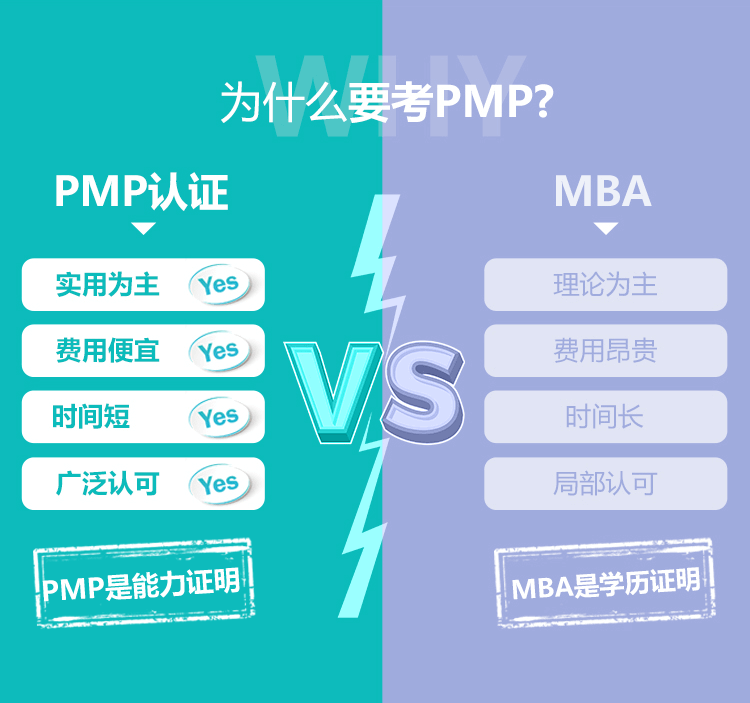 WHY
为什么要考PMP?
PMP认证
MBA
实用为主 Yes
理论为主
费用便宜 Yes
费用昂贵
VS
时间短 Yes
时间长
广泛认可 Yes
局部认可
PMP是能力证明
MBA是学历证明